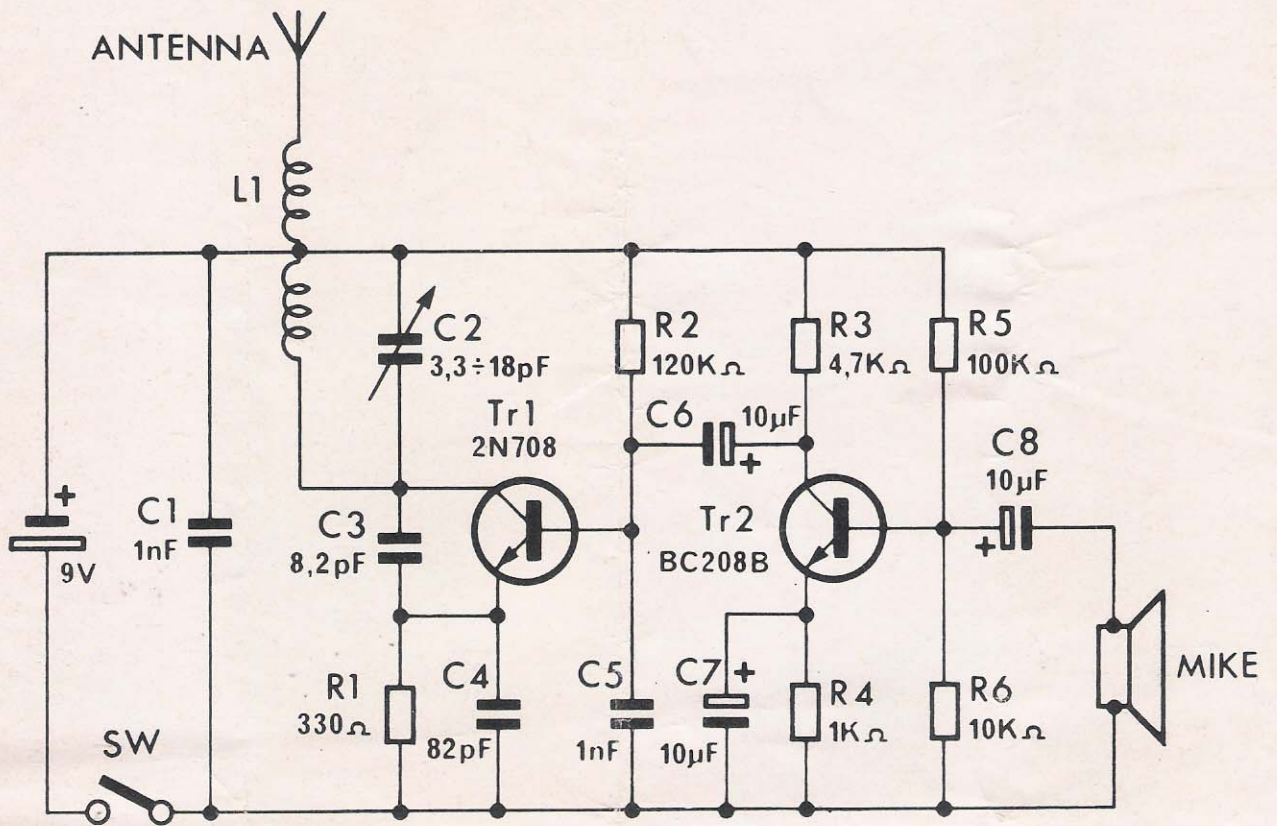 ANTENNA
L1
C2
3,3÷18pF
R2
120KΩ
R3
4,7KΩ
R5
100KΩ
Tr1
2N708
C6
10µF
+
C8
10µF
+
+
9V
C1
1nF
C3
8,2pF
Tr2
BC208B
R1
330Ω
C4
82pF
C5
1nF
C7
+
10µF
R4
1KΩ
R6
10KΩ
MIKE
SW